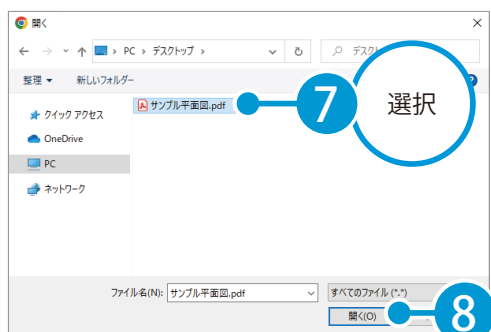 開く
PC › デスクトップ ›
整理 新しいフォルダー
クイック アクセス
OneDrive
PC
ネットワーク
サンプル平面図.pdf
7 選択
ファイル名(N): サンプル平面図.pdf
すべてのファイル (*.*)
開く(O)
8